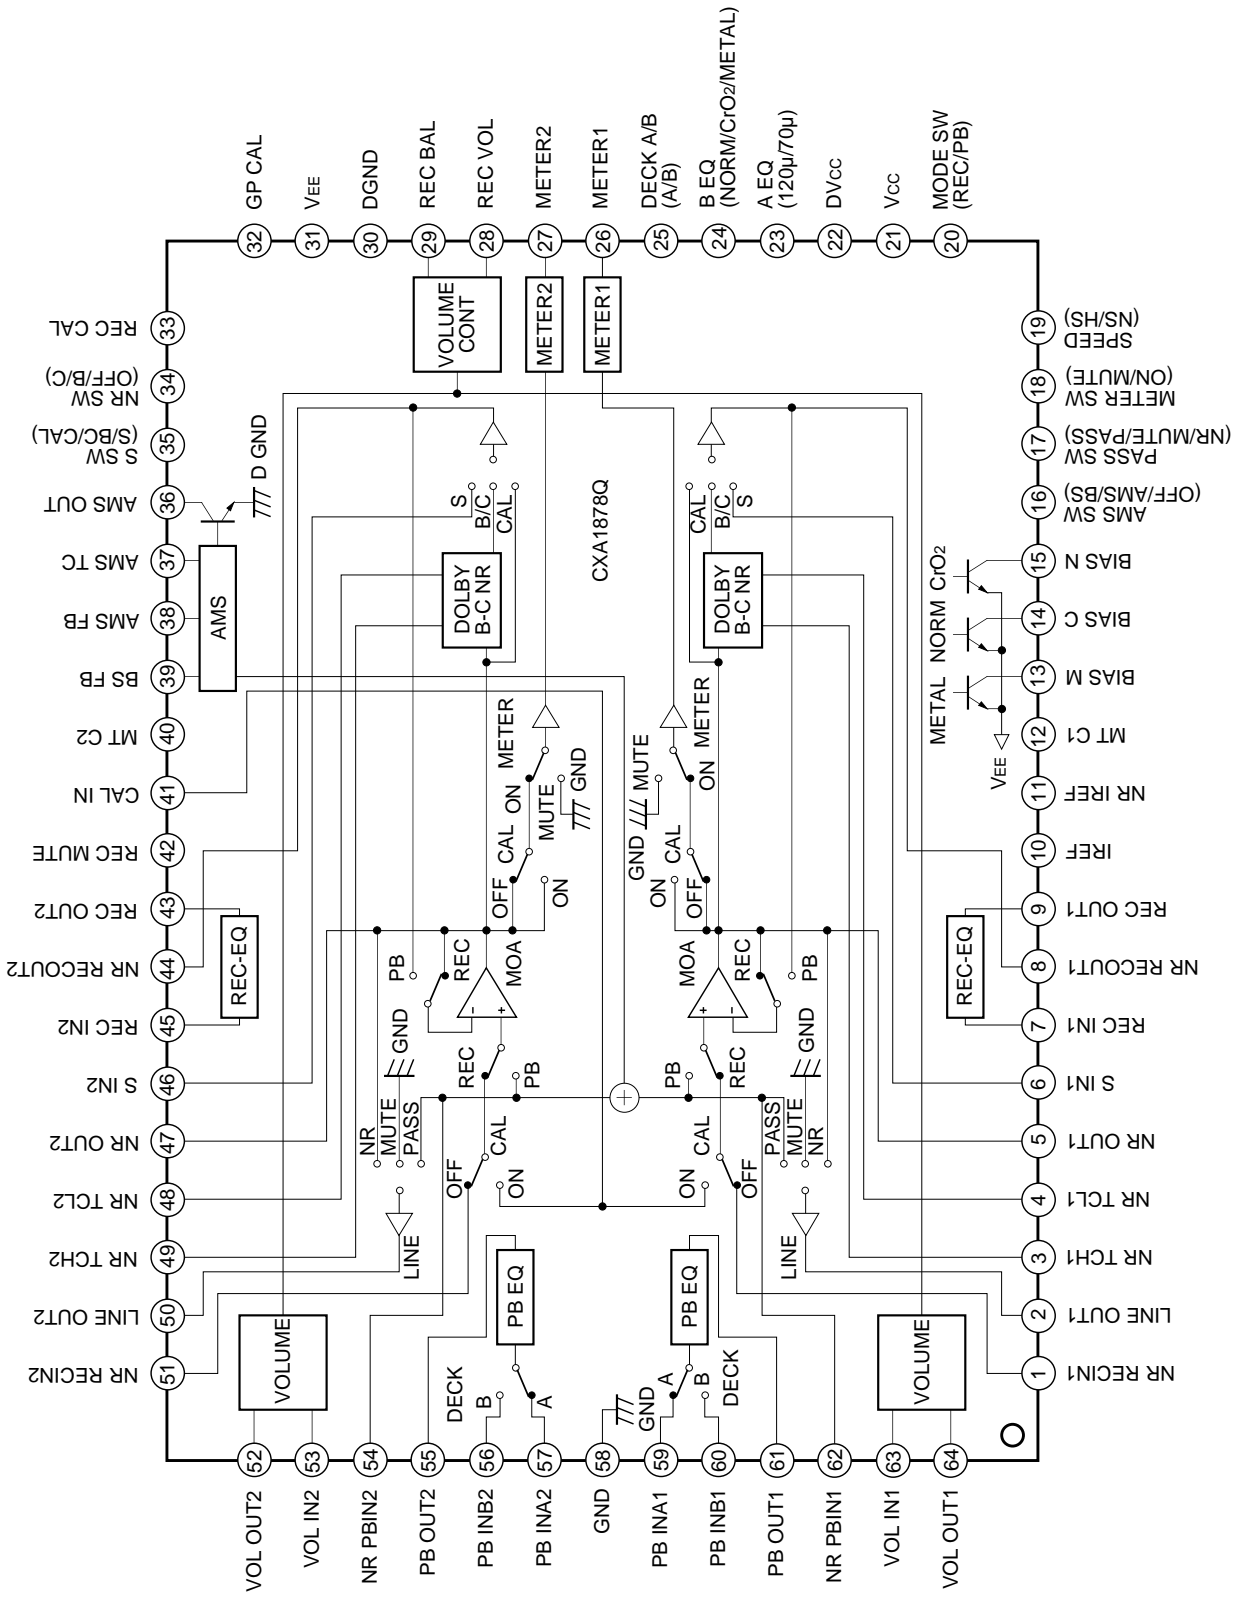 GP CAL
VEE
DGND
REC BAL
REC VOL
METER2
METER1
DECK A/B
(A/B)
B EQ
(NORM/CrO2/METAL)
A EQ
(120μ/70μ)
DVCC
VCC
MODE SW
(REC/PB)
32
31
30
29
28
27
26
25
24
23
22
21
20
REC CAL
33
NR SW
(OFF/B/C)
34
S SW
(S/BC/CAL)
35
AMS OUT
36
AMS TC
37
AMS FB
38
BS FB
39
MT C2
40
CAL IN
41
REC MUTE
42
REC OUT2
43
NR RECOUT2
44
REC IN2
45
S IN2
46
NR OUT2
47
NR TCL2
48
NR TCH2
49
LINE OUT2
50
NR RECIN2
51
19
SPEED
(NS/HS)
18
METER SW
(ON/MUTE)
17
PASS SW
(NR/MUTE/PASS)
16
AMS SW
(OFF/AMS/BS)
15
BIAS N
14
BIAS C
13
BIAS M
12
MT C1
11
NR IREF
10
IREF
9
REC OUT1
8
NR RECOUT1
7
REC IN1
6
S IN1
5
NR OUT1
4
NR TCL1
3
NR TCH1
2
LINE OUT1
1
NR RECIN1
VOLUME
CONT
METER2
METER1
D GND
AMS
S
B/C
CAL
CXA1878Q
CAL
B/C
S
DOLBY
B-C NR
DOLBY
B-C NR
CrO2
NORM
METAL
VEE
METER
ON
MUTE
GND
CAL
OFF
ON
METER
MUTE
ON
GND
CAL
ON
OFF
REC-EQ
REC-EQ
PB
REC
MOA
–
+
MOA
REC
PB
+
–
GND
REC
PB
PB
REC
GND
+
NR
MUTE
PASS
CAL
OFF
ON
CAL
ON
OFF
PASS
MUTE
NR
LINE
LINE
PB EQ
PB EQ
VOLUME
VOLUME
DECK
B
A
GND
A
B
DECK
52
53
54
55
56
57
58
59
60
61
62
63
64
VOL OUT2
VOL IN2
NR PBIN2
PB OUT2
PB INB2
PB INA2
GND
PB INA1
PB INB1
PB OUT1
NR PBIN1
VOL IN1
VOL OUT1